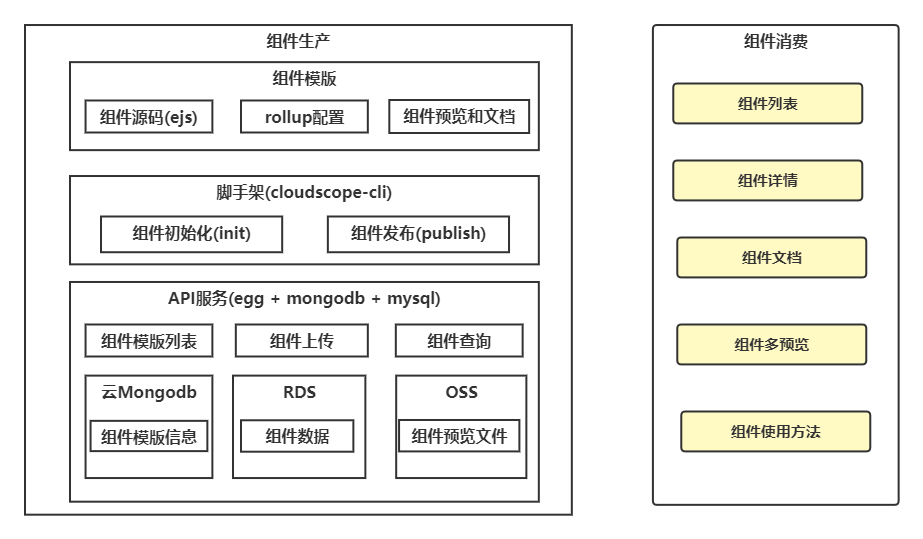 组件生产
组件模版
组件源码(ejs)
rollup配置
组件预览和文档
脚手架(cloudscope-cli)
组件初始化(init)
组件发布(publish)
API服务(egg + mongodb + mysql)
组件模版列表
组件上传
组件查询
云Mongodb
RDS
OSS
组件模版信息
组件数据
组件预览文件
组件消费
组件列表
组件详情
组件文档
组件多预览
组件使用方法